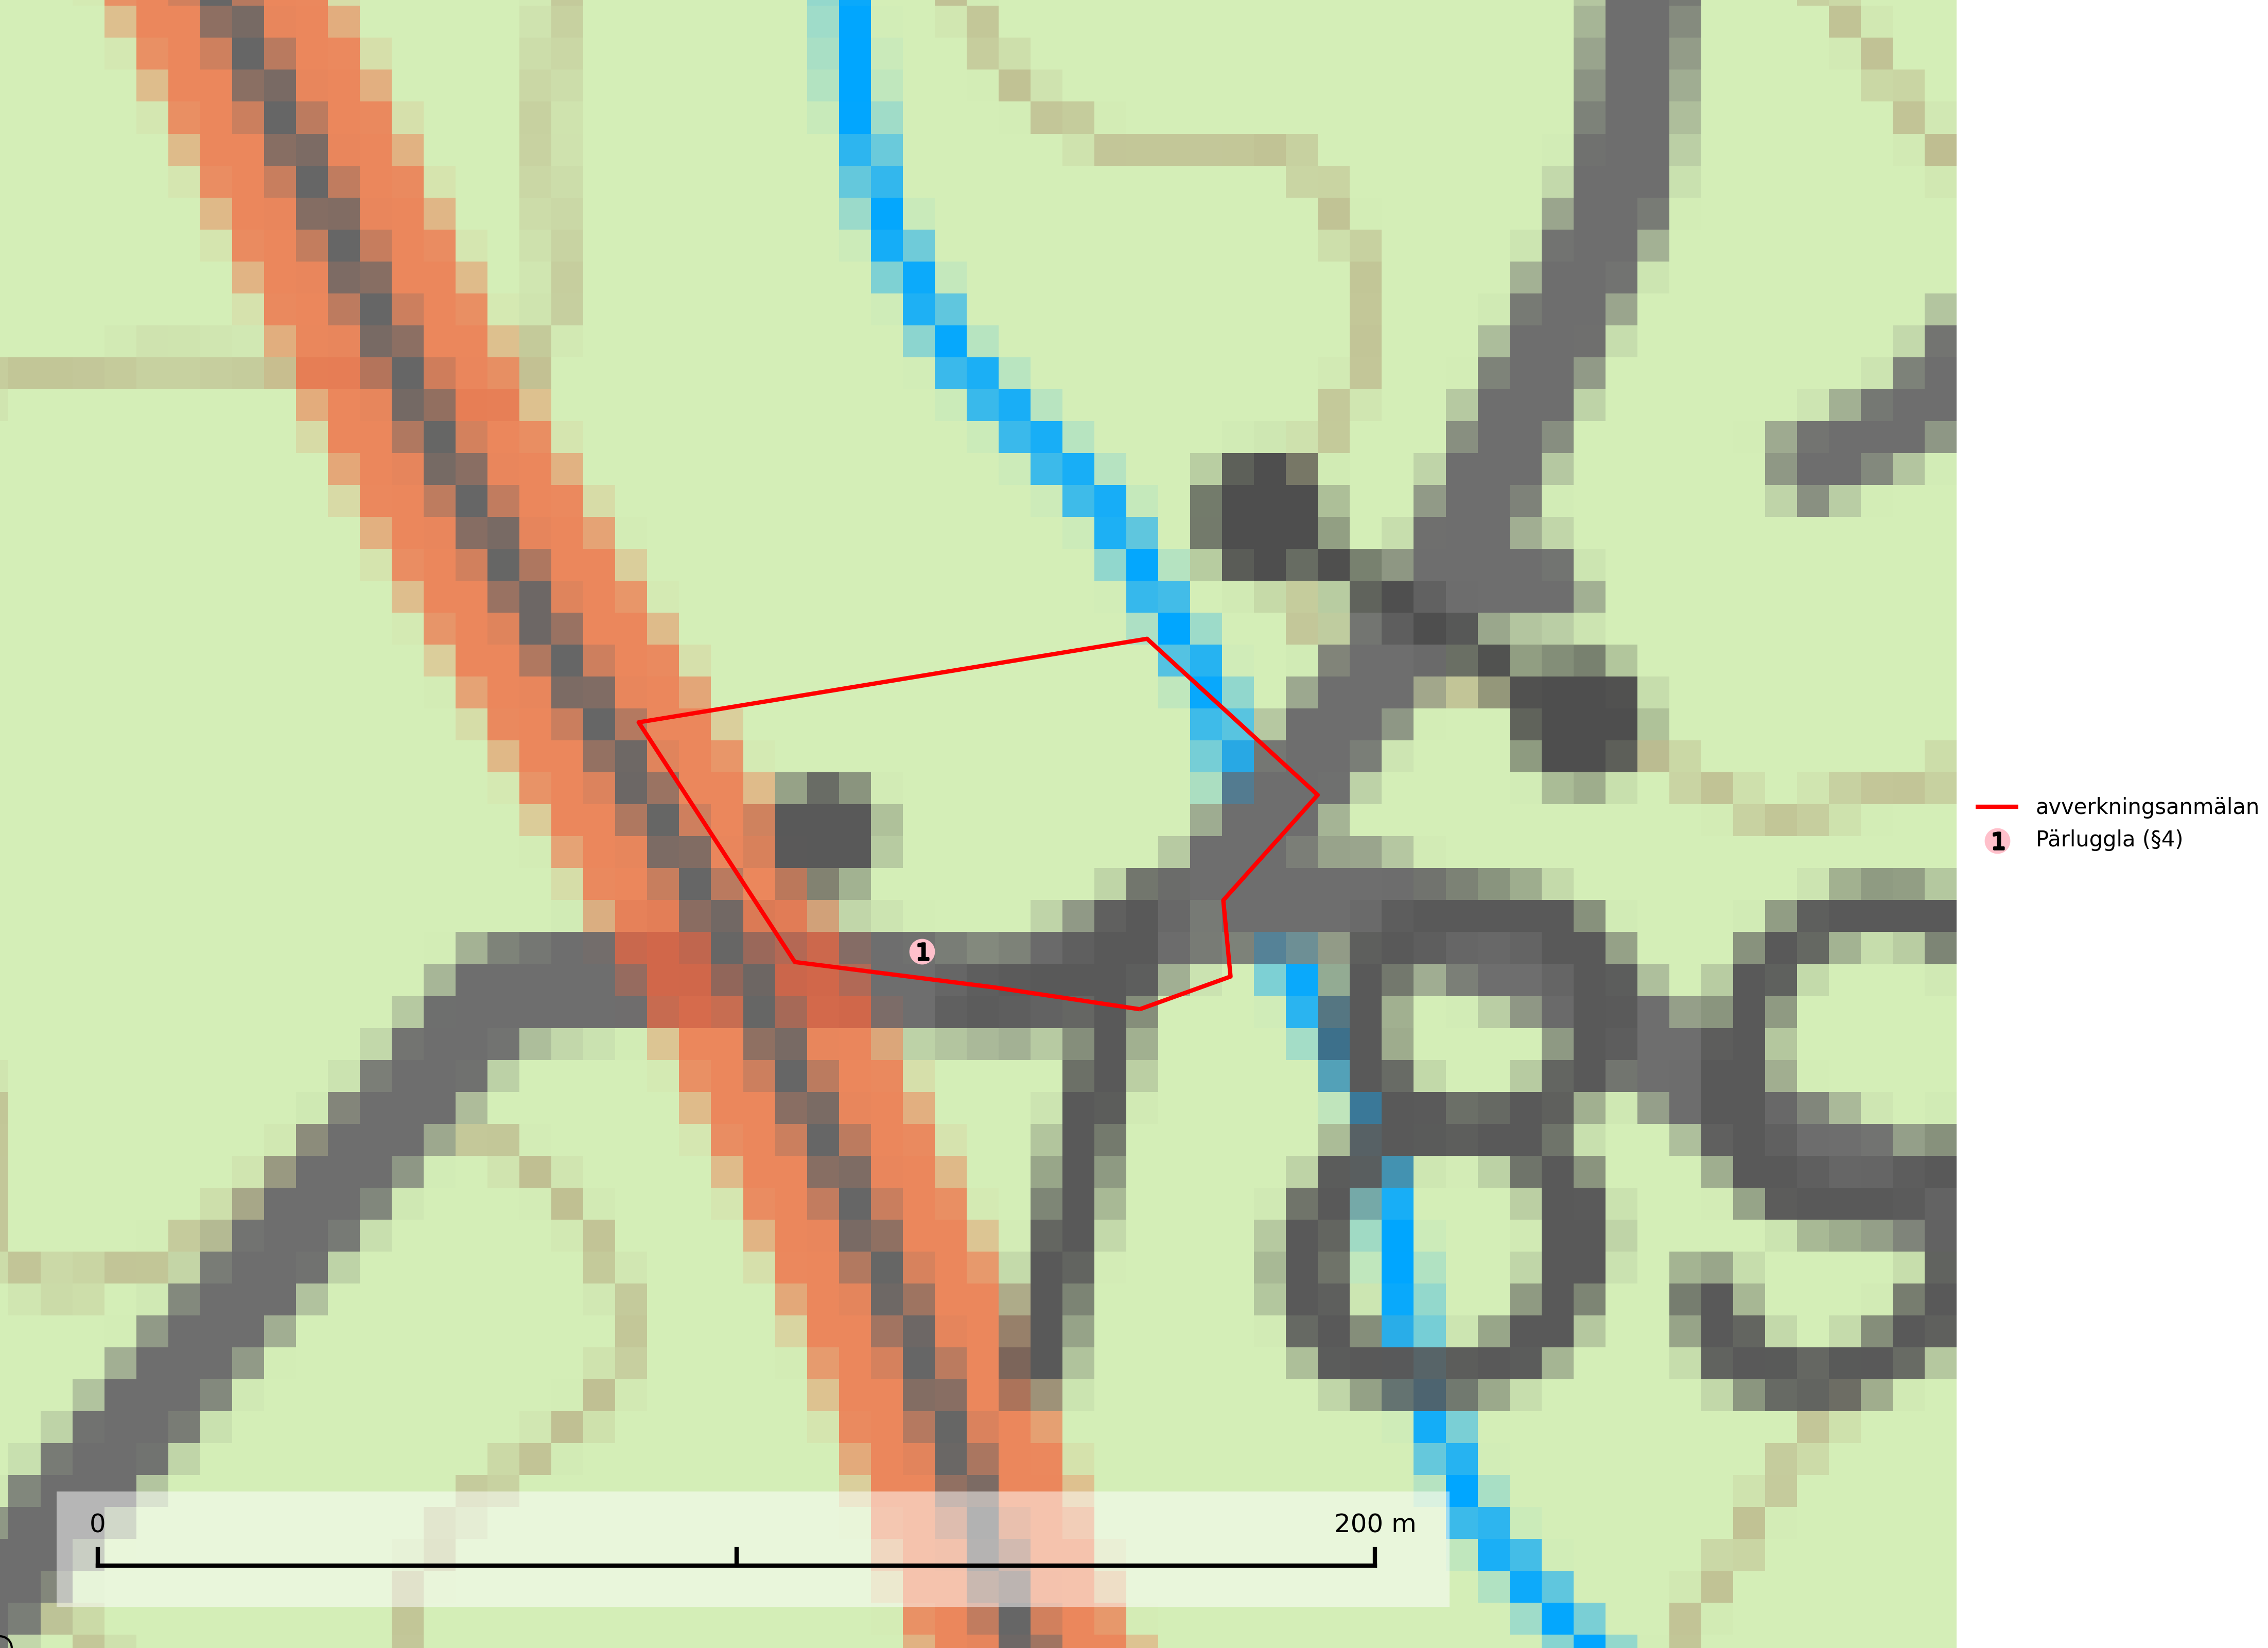 1
avverkningsanmälan
1 Pärluggla (§4)
0 200 m